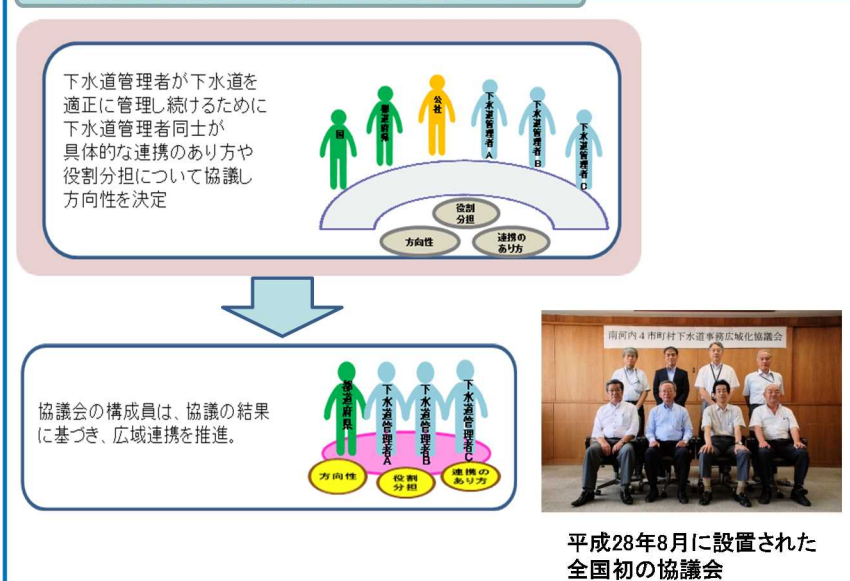 下水道管理者が下水道を
適正に管理し続けるために
下水道管理者同士が
具体的な連携のあり方や
役割分担について協議し
方向性を決定
国
都道府県
公社
下水道管理者A
下水道管理者B
下水道管理者C
役割
分担
方向性
連携の
あり方
協議会の構成員は、協議の結果
に基づき、広域連携を推進。
都道府県
下水道管理者A
下水道管理者B
下水道管理者C
方向性
役割
分担
連携の
あり方
南河内4市町村下水道事務広域化協議会
平成28年8月に設置された
全国初の協議会